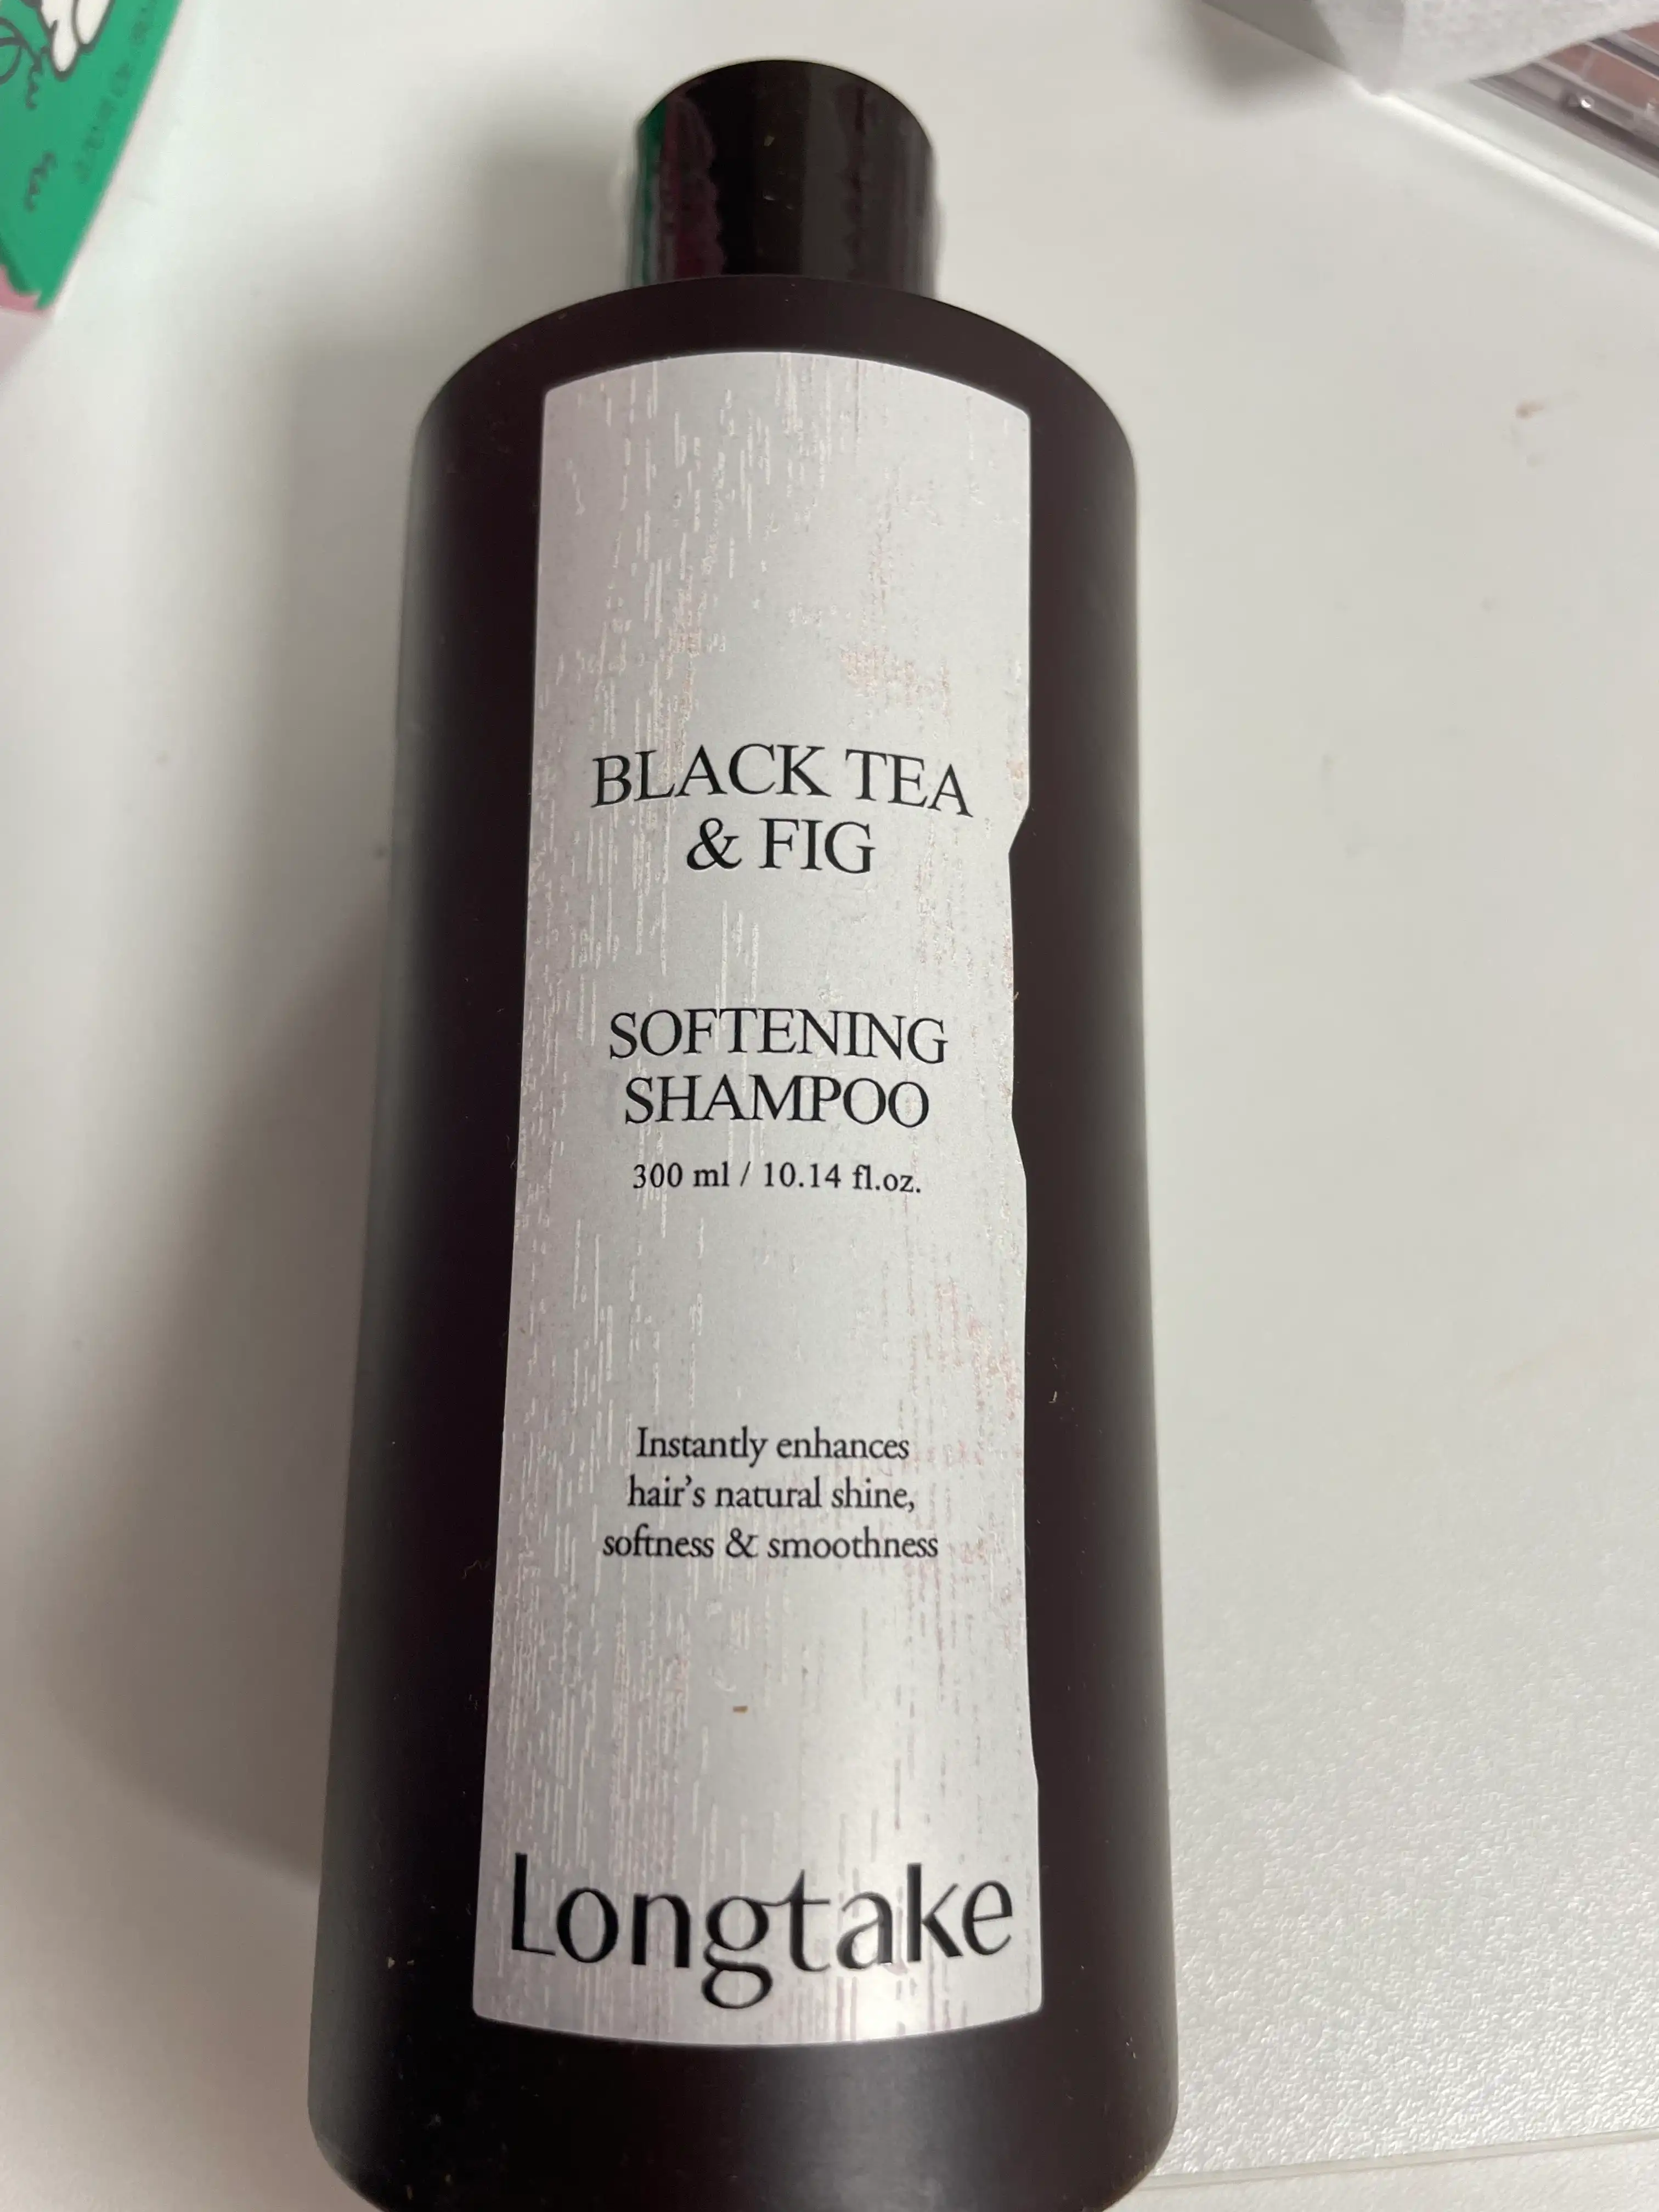 BLACK TEA
& FIG
SOFTENING
SHAMPOO
300 ml / 10.14 fl.oz.
Instantly enhances
hair's natural shine,
softness & smoothness
Longtake